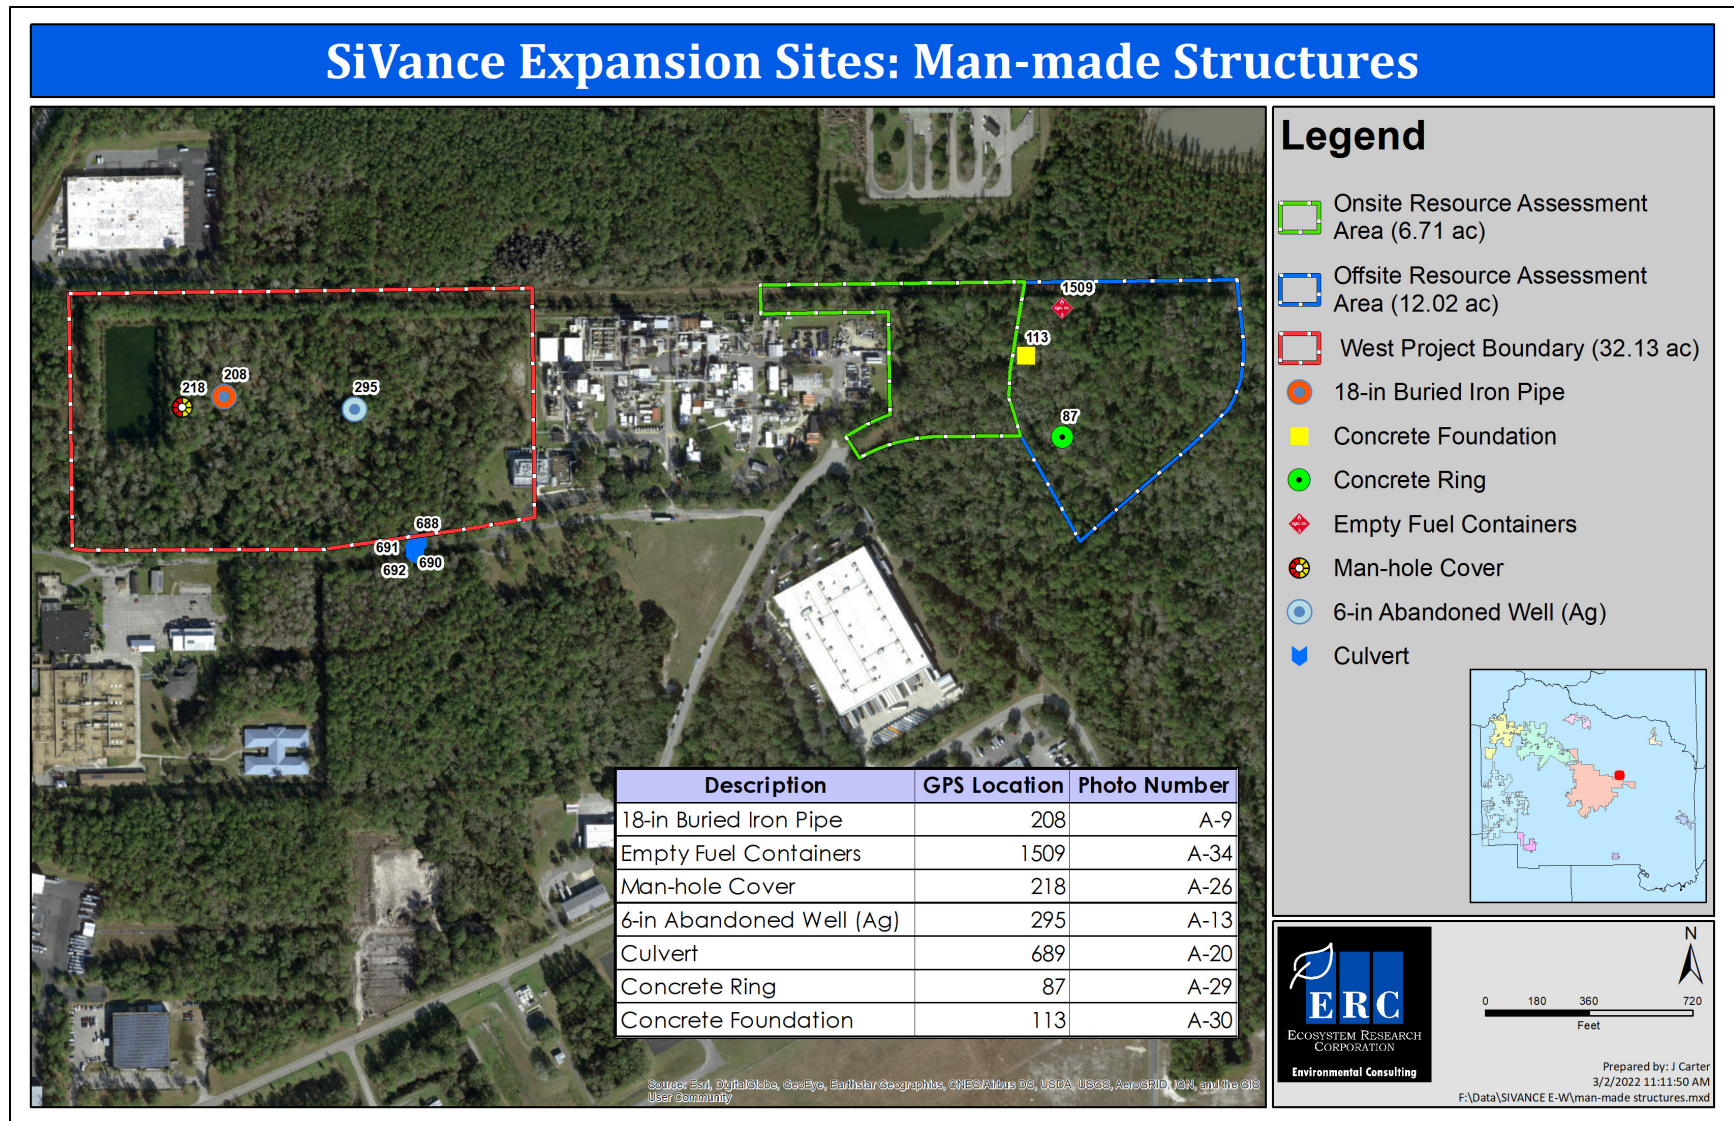 SiVance Expansion Sites: Man-made Structures
Legend
Onsite Resource Assessment
Area (6.71 ac)
Offsite Resource Assessment
Area (12.02 ac)
West Project Boundary (32.13 ac)
18-in Buried Iron Pipe
Concrete Foundation
Concrete Ring
Empty Fuel Containers
Man-hole Cover
6-in Abandoned Well (Ag)
Culvert
1509
113
87
218
208
295
688
691
690
692
Description GPS Location Photo Number
18-in Buried Iron Pipe 208 A-9
Empty Fuel Containers 1509 A-34
Man-hole Cover 218 A-26
6-in Abandoned Well (Ag) 295 A-13
Culvert 689 A-20
Concrete Ring 87 A-29
Concrete Foundation 113 A-30
Source: Esri, DigitalGlobe, GeoEye, Earthstar Geographics, CNES/Airbus DS, USDA, USGS, AeroGRID, IGN, and the GIS
User Community
ERC
ECOSYSTEM RESEARCH
CORPORATION
Environmental Consulting
N
0 180 360 720
Feet
Prepared by: J Carter
3/2/2022 11:11:50 AM
F:\Data\SIVANCE E-W\man-made structures.mxd